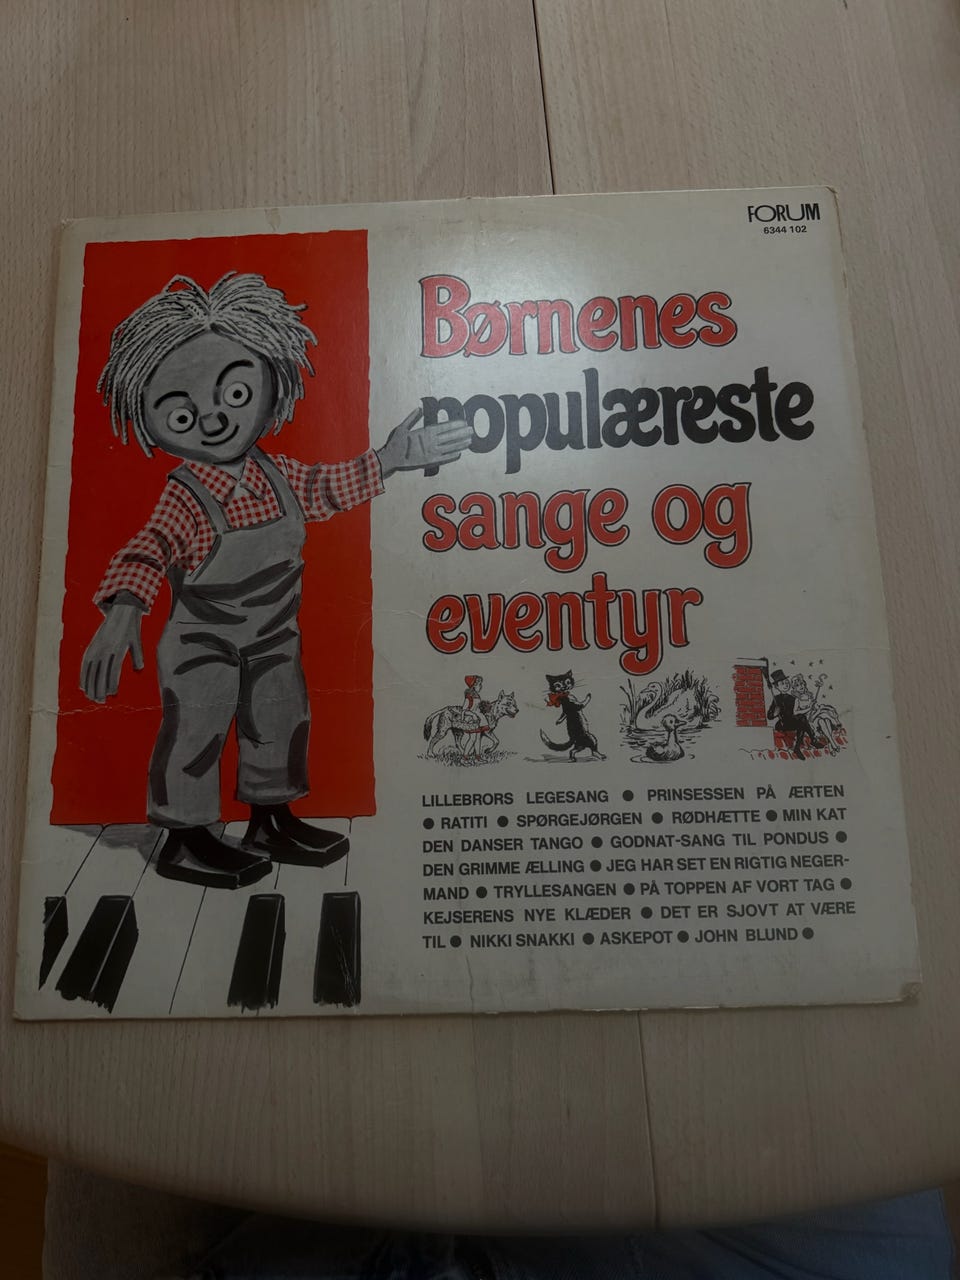 FORUM
6344 102
Børnenes
populæreste
sange og
eventyr
LILLEBRORS LEGESANG ● PRINSESSEN PÅ ÆRTEN
● RATITI ● SPØRGEJØRGEN ● RØDHÆTTE ● MIN KAT
DEN DANSER TANGO ● GODNAT-SANG TIL PONDUS ●
DEN GRIMME ÆLLING ● JEG HAR SET EN RIGTIG NEGER-
MAND ● TRYLLESANGEN ● PÅ TOPPEN AF VORT TAG ●
KEJSERENS NYE KLÆDER ● DET ER SJOVT AT VÆRE
TIL ● NIKKI SNAKKI ● ASKEPOT ● JOHN BLUND ●